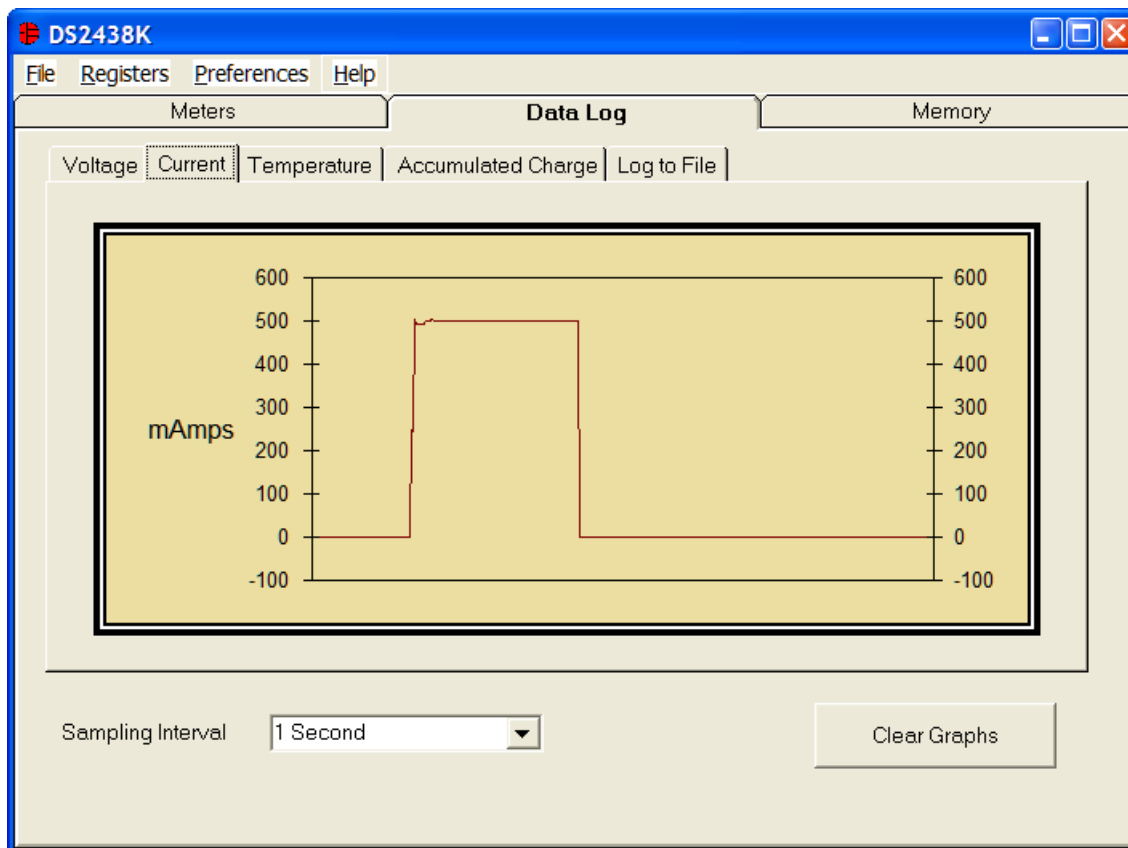 DS2438K
File Registers Preferences Help
Meters Data Log Memory
Voltage Current Temperature Accumulated Charge Log to File
600 600
500 500
400 400
300 300
mAmps
200 200
100 100
0 0
-100 -100
Sampling Interval 1 Second Clear Graphs